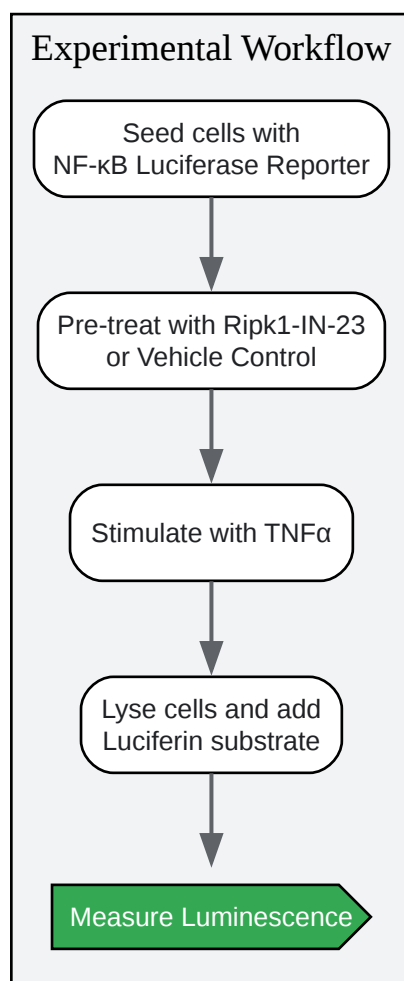 Experimental Workflow
Seed cells with
NF-κB Luciferase Reporter
Pre-treat with Ripk1-IN-23
or Vehicle Control
Stimulate with TNFα
Lyse cells and add
Luciferin substrate
Measure Luminescence